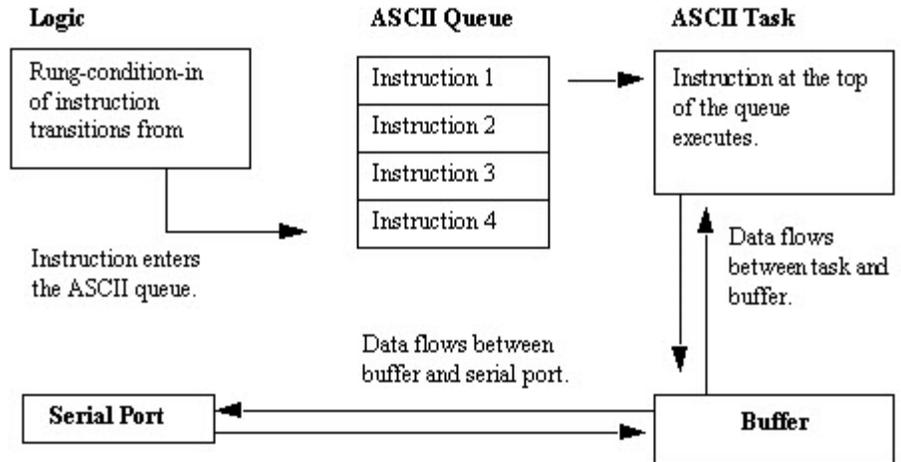 Logic
ASCII Queue
ASCII Task
Rung-condition-in
of instruction
transitions from
Instruction 1
Instruction 2
Instruction 3
Instruction 4
Instruction at the top
of the queue
executes.
Instruction enters
the ASCII queue.
Data flows
between task and
buffer.
Data flows between
buffer and serial port.
Serial Port
Buffer